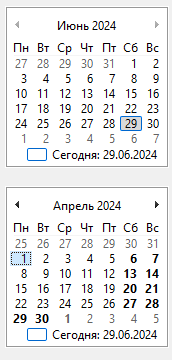 Июнь 2024
Пн Вт Ср Чт Пт Сб Вс
27 28 29 30 31 1 2
3 4 5 6 7 8 9
10 11 12 13 14 15 16
17 18 19 20 21 22 23
24 25 26 27 28 29 30
1 2 3 4 5 6 7
Сегодня: 29.06.2024
Апрель 2024
Пн Вт Ср Чт Пт Сб Вс
25 26 27 28 29 30 31
1 2 3 4 5 6 7
8 9 10 11 12 13 14
15 16 17 18 19 20 21
22 23 24 25 26 27 28
29 30 1 2 3 4 5
Сегодня: 29.06.2024